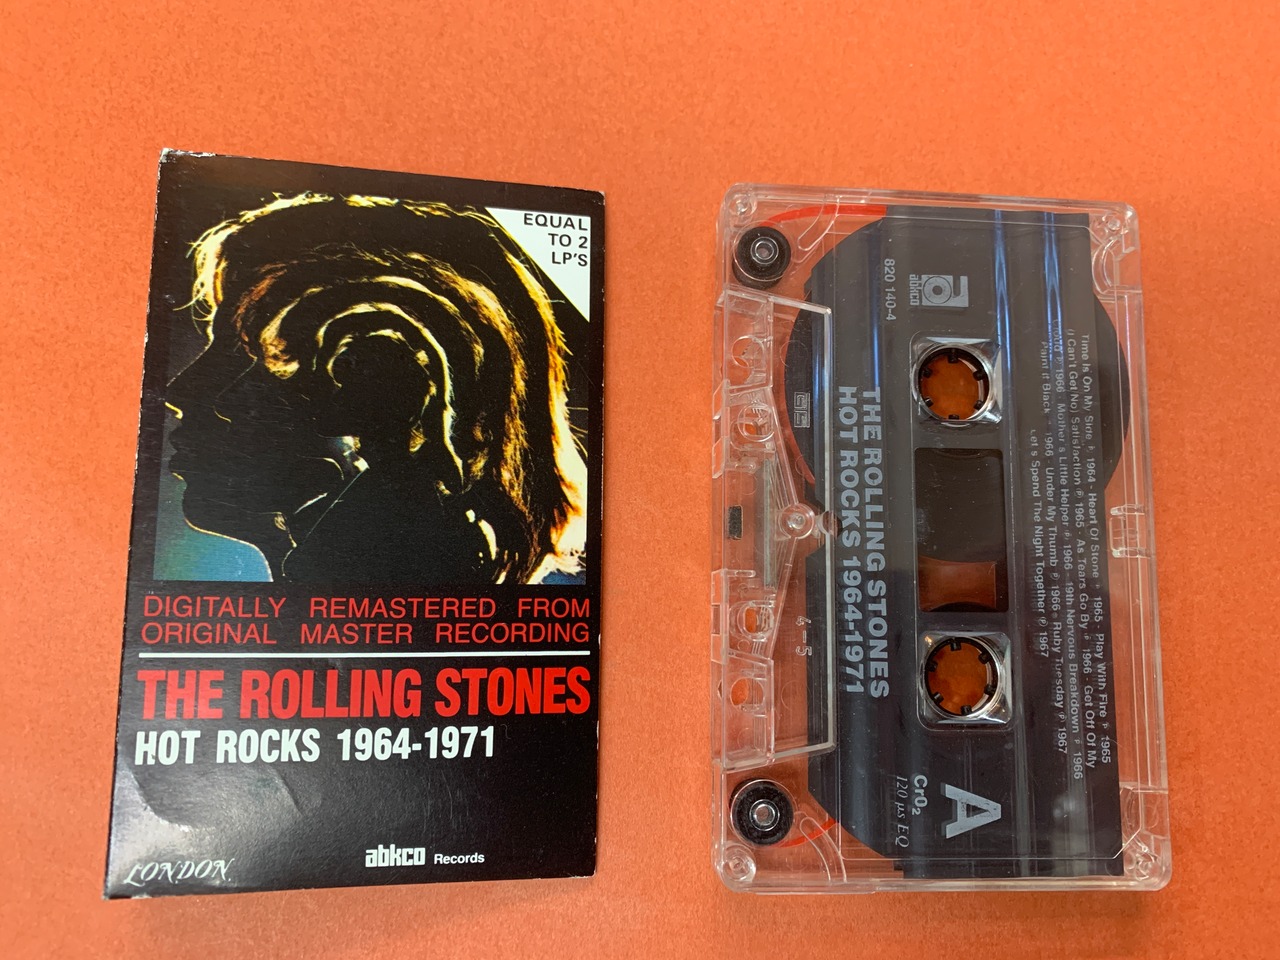 EQUAL
TO 2
LP'S
DIGITALLY REMASTERED FROM
ORIGINAL MASTER RECORDING
THE ROLLING STONES
HOT ROCKS 1964-1971
LONDON
abkco Records
Time Is On My Side ℗ 1964 - Heart Of Stone ℗ 1965 - Play With Fire ℗ 1965
(I Can't Get No) Satisfaction ℗ 1965 - As Tears Go By ℗ 1966 - Get Off Of My
Cloud ℗ 1966 - Mother's Little Helper ℗ 1966 - 19th Nervous Breakdown ℗ 1966
Paint It Black ℗ 1966 - Under My Thumb ℗ 1966 - Ruby Tuesday ℗ 1967
Let's Spend The Night Together ℗ 1967
abkco
820 140-4
THE ROLLING STONES
HOT ROCKS 1964-1971
A
CrO₂
120 µs EQ